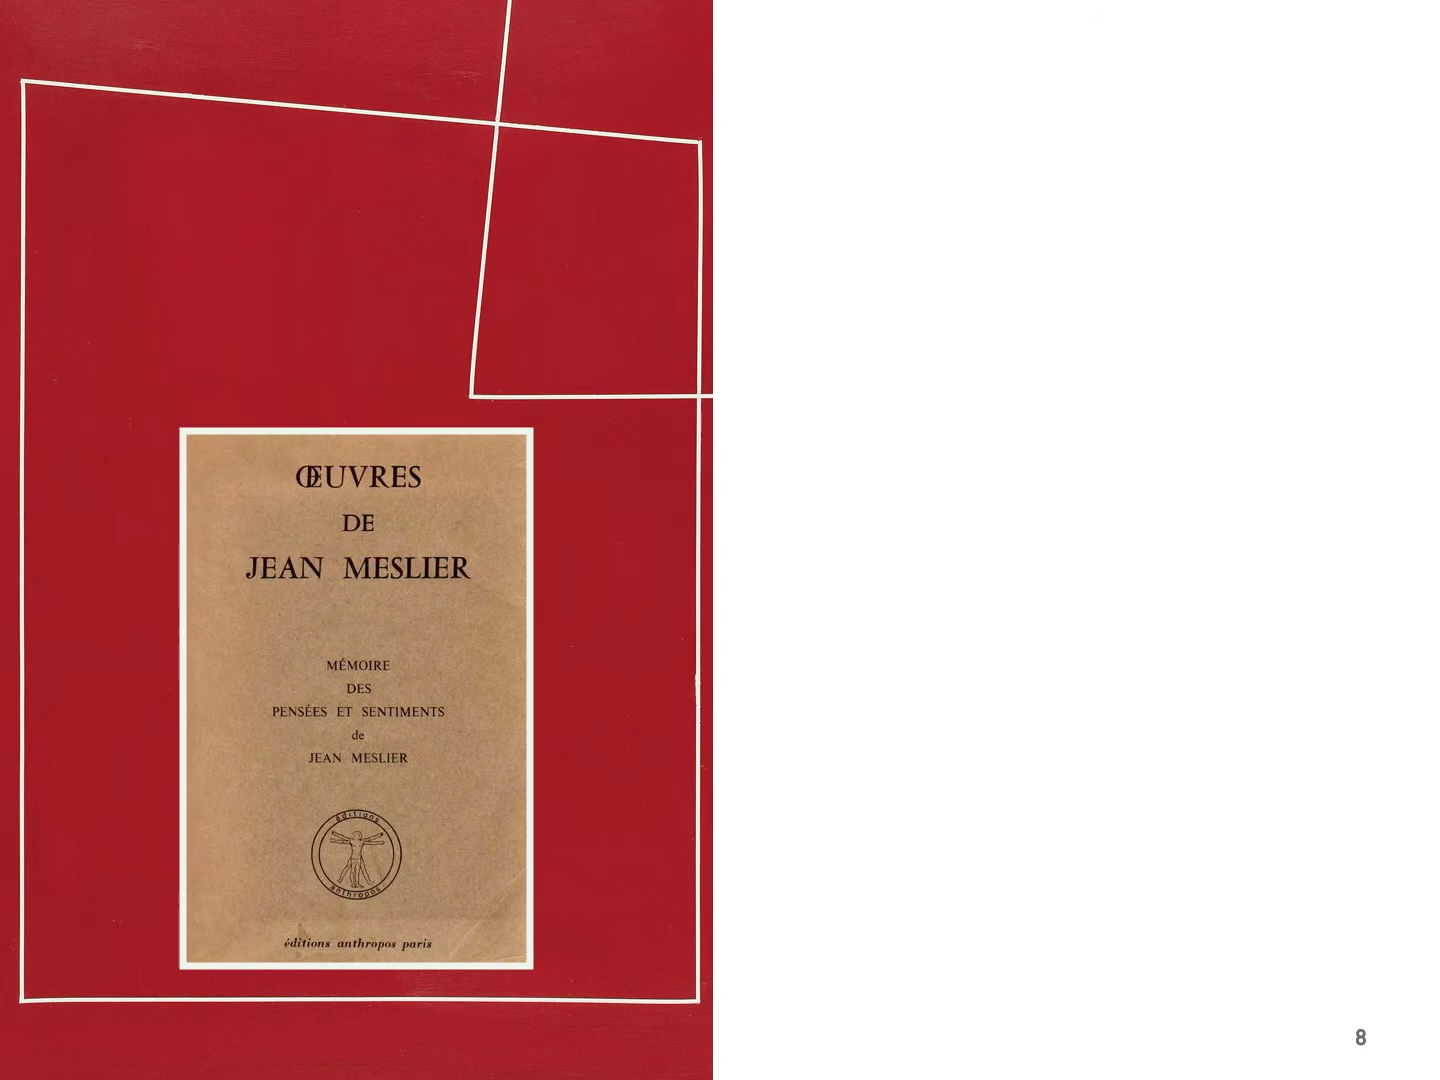 ŒUVRES
DE
JEAN MESLIER
MÉMOIRE
DES
PENSÉES ET SENTIMENTS
de
JEAN MESLIER
éditions
anthropos
éditions anthropos paris
8